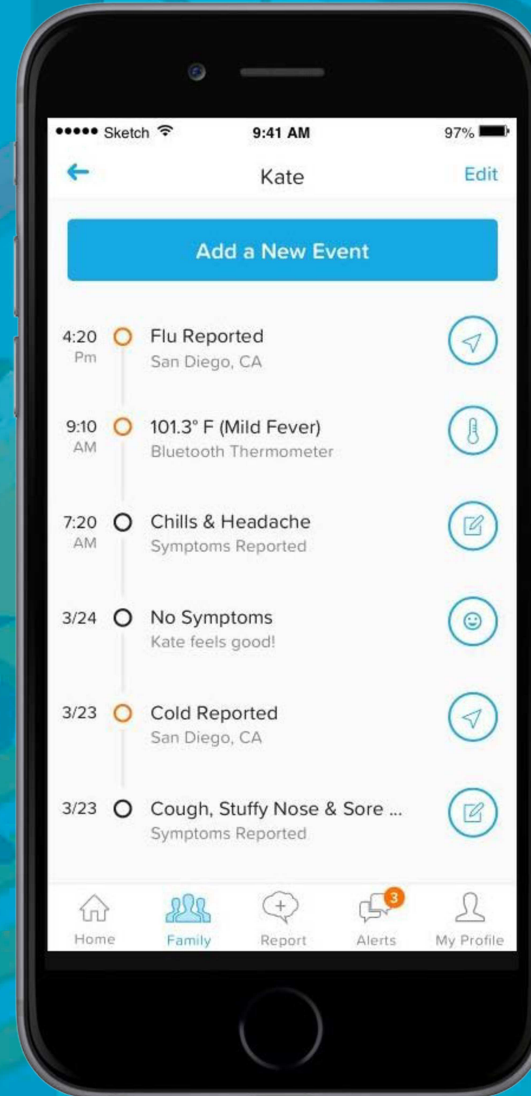 Sketch 9:41 AM 97%
Kate Edit
Add a New Event
4:20 Flu Reported
Pm San Diego, CA
9:10 101.3° F (Mild Fever)
AM Bluetooth Thermometer
7:20 Chills & Headache
AM Symptoms Reported
3/24 No Symptoms
Kate feels good!
3/23 Cold Reported
San Diego, CA
3/23 Cough, Stuffy Nose & Sore ...
Symptoms Reported
3
Home Family Report Alerts My Profile